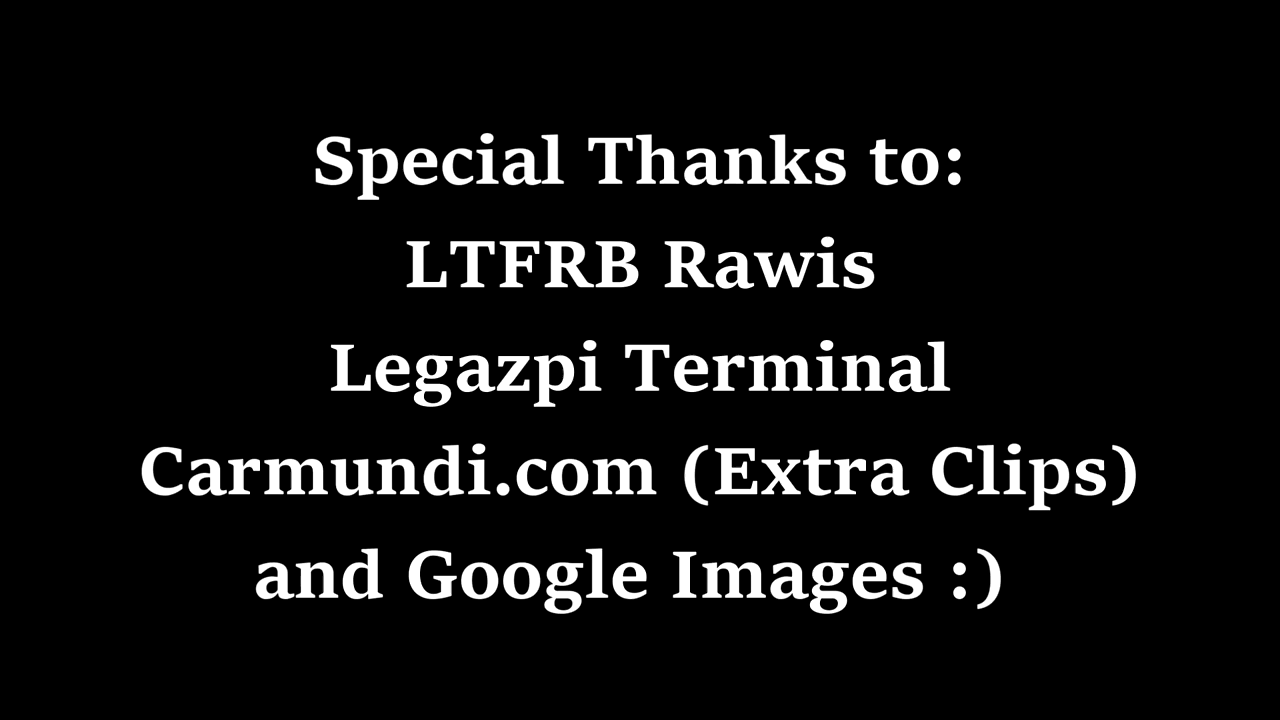 Special Thanks to:
LTFRB Rawis
Legazpi Terminal
Carmundi.com (Extra Clips)
and Google Images :)